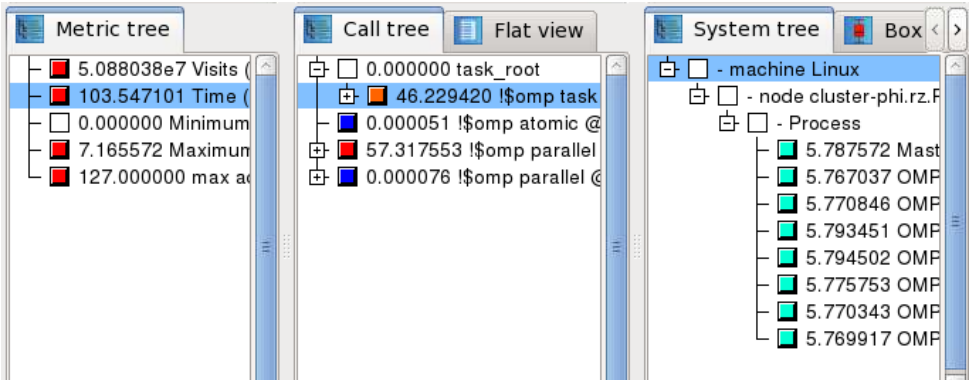 Metric tree
5.088038e7 Visits (
103.547101 Time (
0.000000 Minimum
7.165572 Maximum
127.000000 max ac
Call tree
Flat view
0.000000 task_root
46.229420 !$omp task
0.000051 !$omp atomic @
57.317553 !$omp parallel
0.000076 !$omp parallel @
System tree
Box
- machine Linux
- node cluster-phi.rz.R
- Process
5.787572 Mast
5.767037 OMP
5.770846 OMP
5.793451 OMP
5.794502 OMP
5.775753 OMP
5.770343 OMP
5.769917 OMP